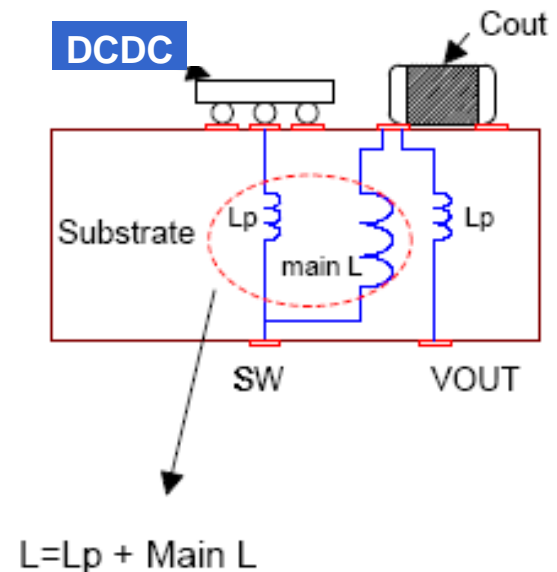 Cout
DCDC
Substrate
Lp
main L
Lp
SW
VOUT
L=Lp + Main L